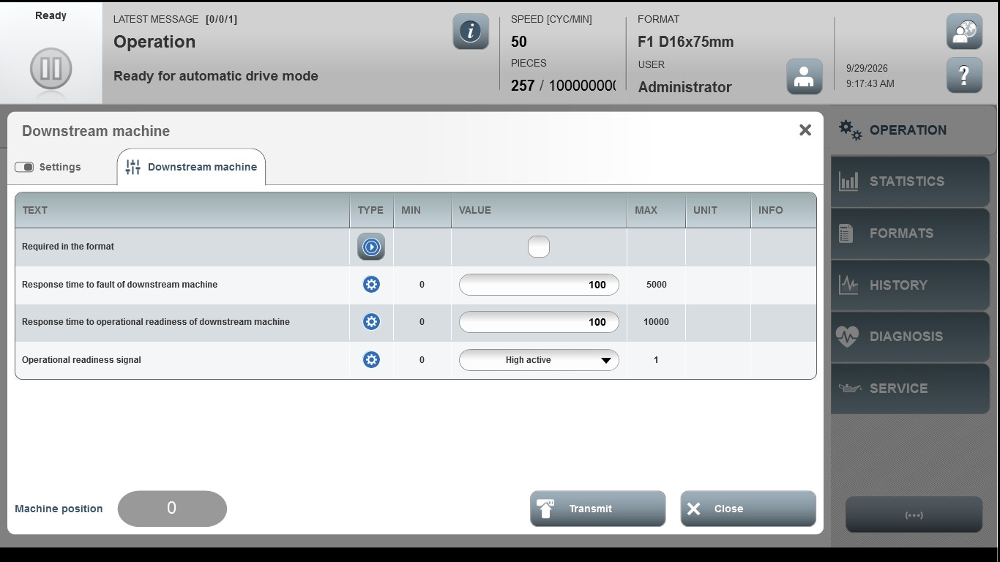 Ready
LATEST MESSAGE [0/0/1]
Operation
Ready for automatic drive mode
i
SPEED [CYC/MIN]
50
PIECES
257 / 10000000
FORMAT
F1 D16x75mm
USER
Administrator
9/29/2026
9:17:43 AM
?
Downstream machine
Settings
Downstream machine
TEXT TYPE MIN VALUE MAX UNIT INFO
Required in the format
Response time to fault of downstream machine 0 100 5000
Response time to operational readiness of downstream machine 0 100 10000
Operational readiness signal 0 High active 1
Machine position 0
Transmit
Close
OPERATION
STATISTICS
FORMATS
HISTORY
DIAGNOSIS
SERVICE
(•••)